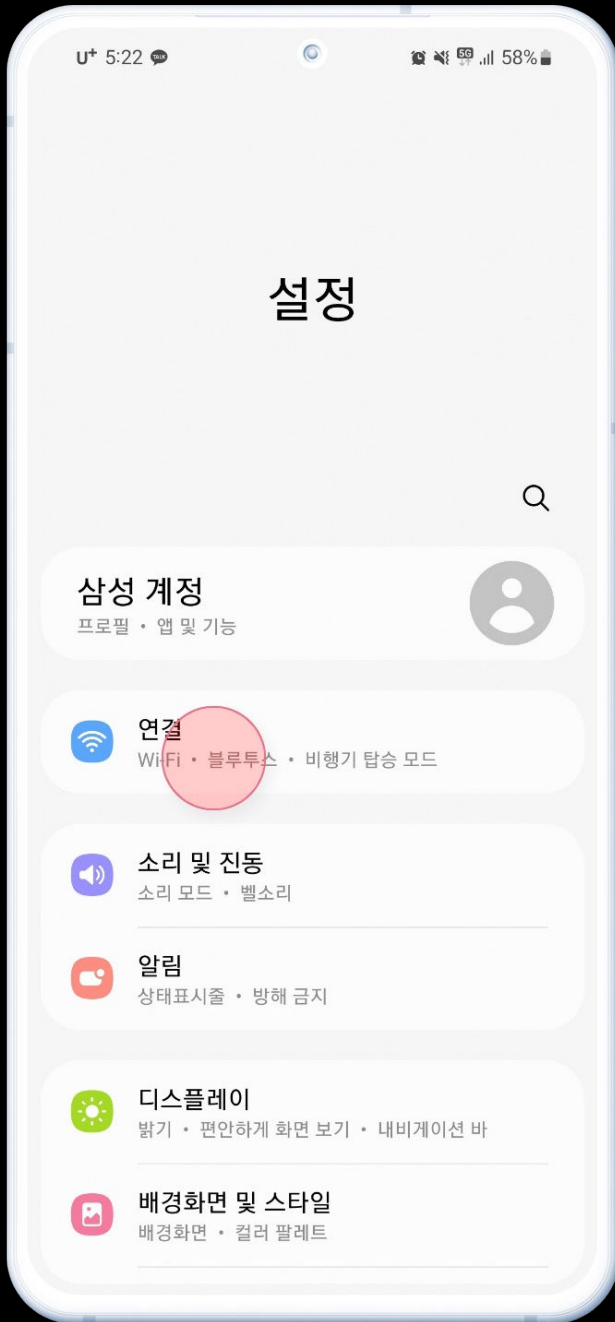 U+ 5:22 TALK 5G 58%
설정
삼성 계정
프로필 • 앱 및 기능
연결
Wi-Fi • 블루투스 • 비행기 탑승 모드
소리 및 진동
소리 모드 • 벨소리
알림
상태표시줄 • 방해 금지
디스플레이
밝기 • 편안하게 화면 보기 • 내비게이션 바
배경화면 및 스타일
배경화면 • 컬러 팔레트